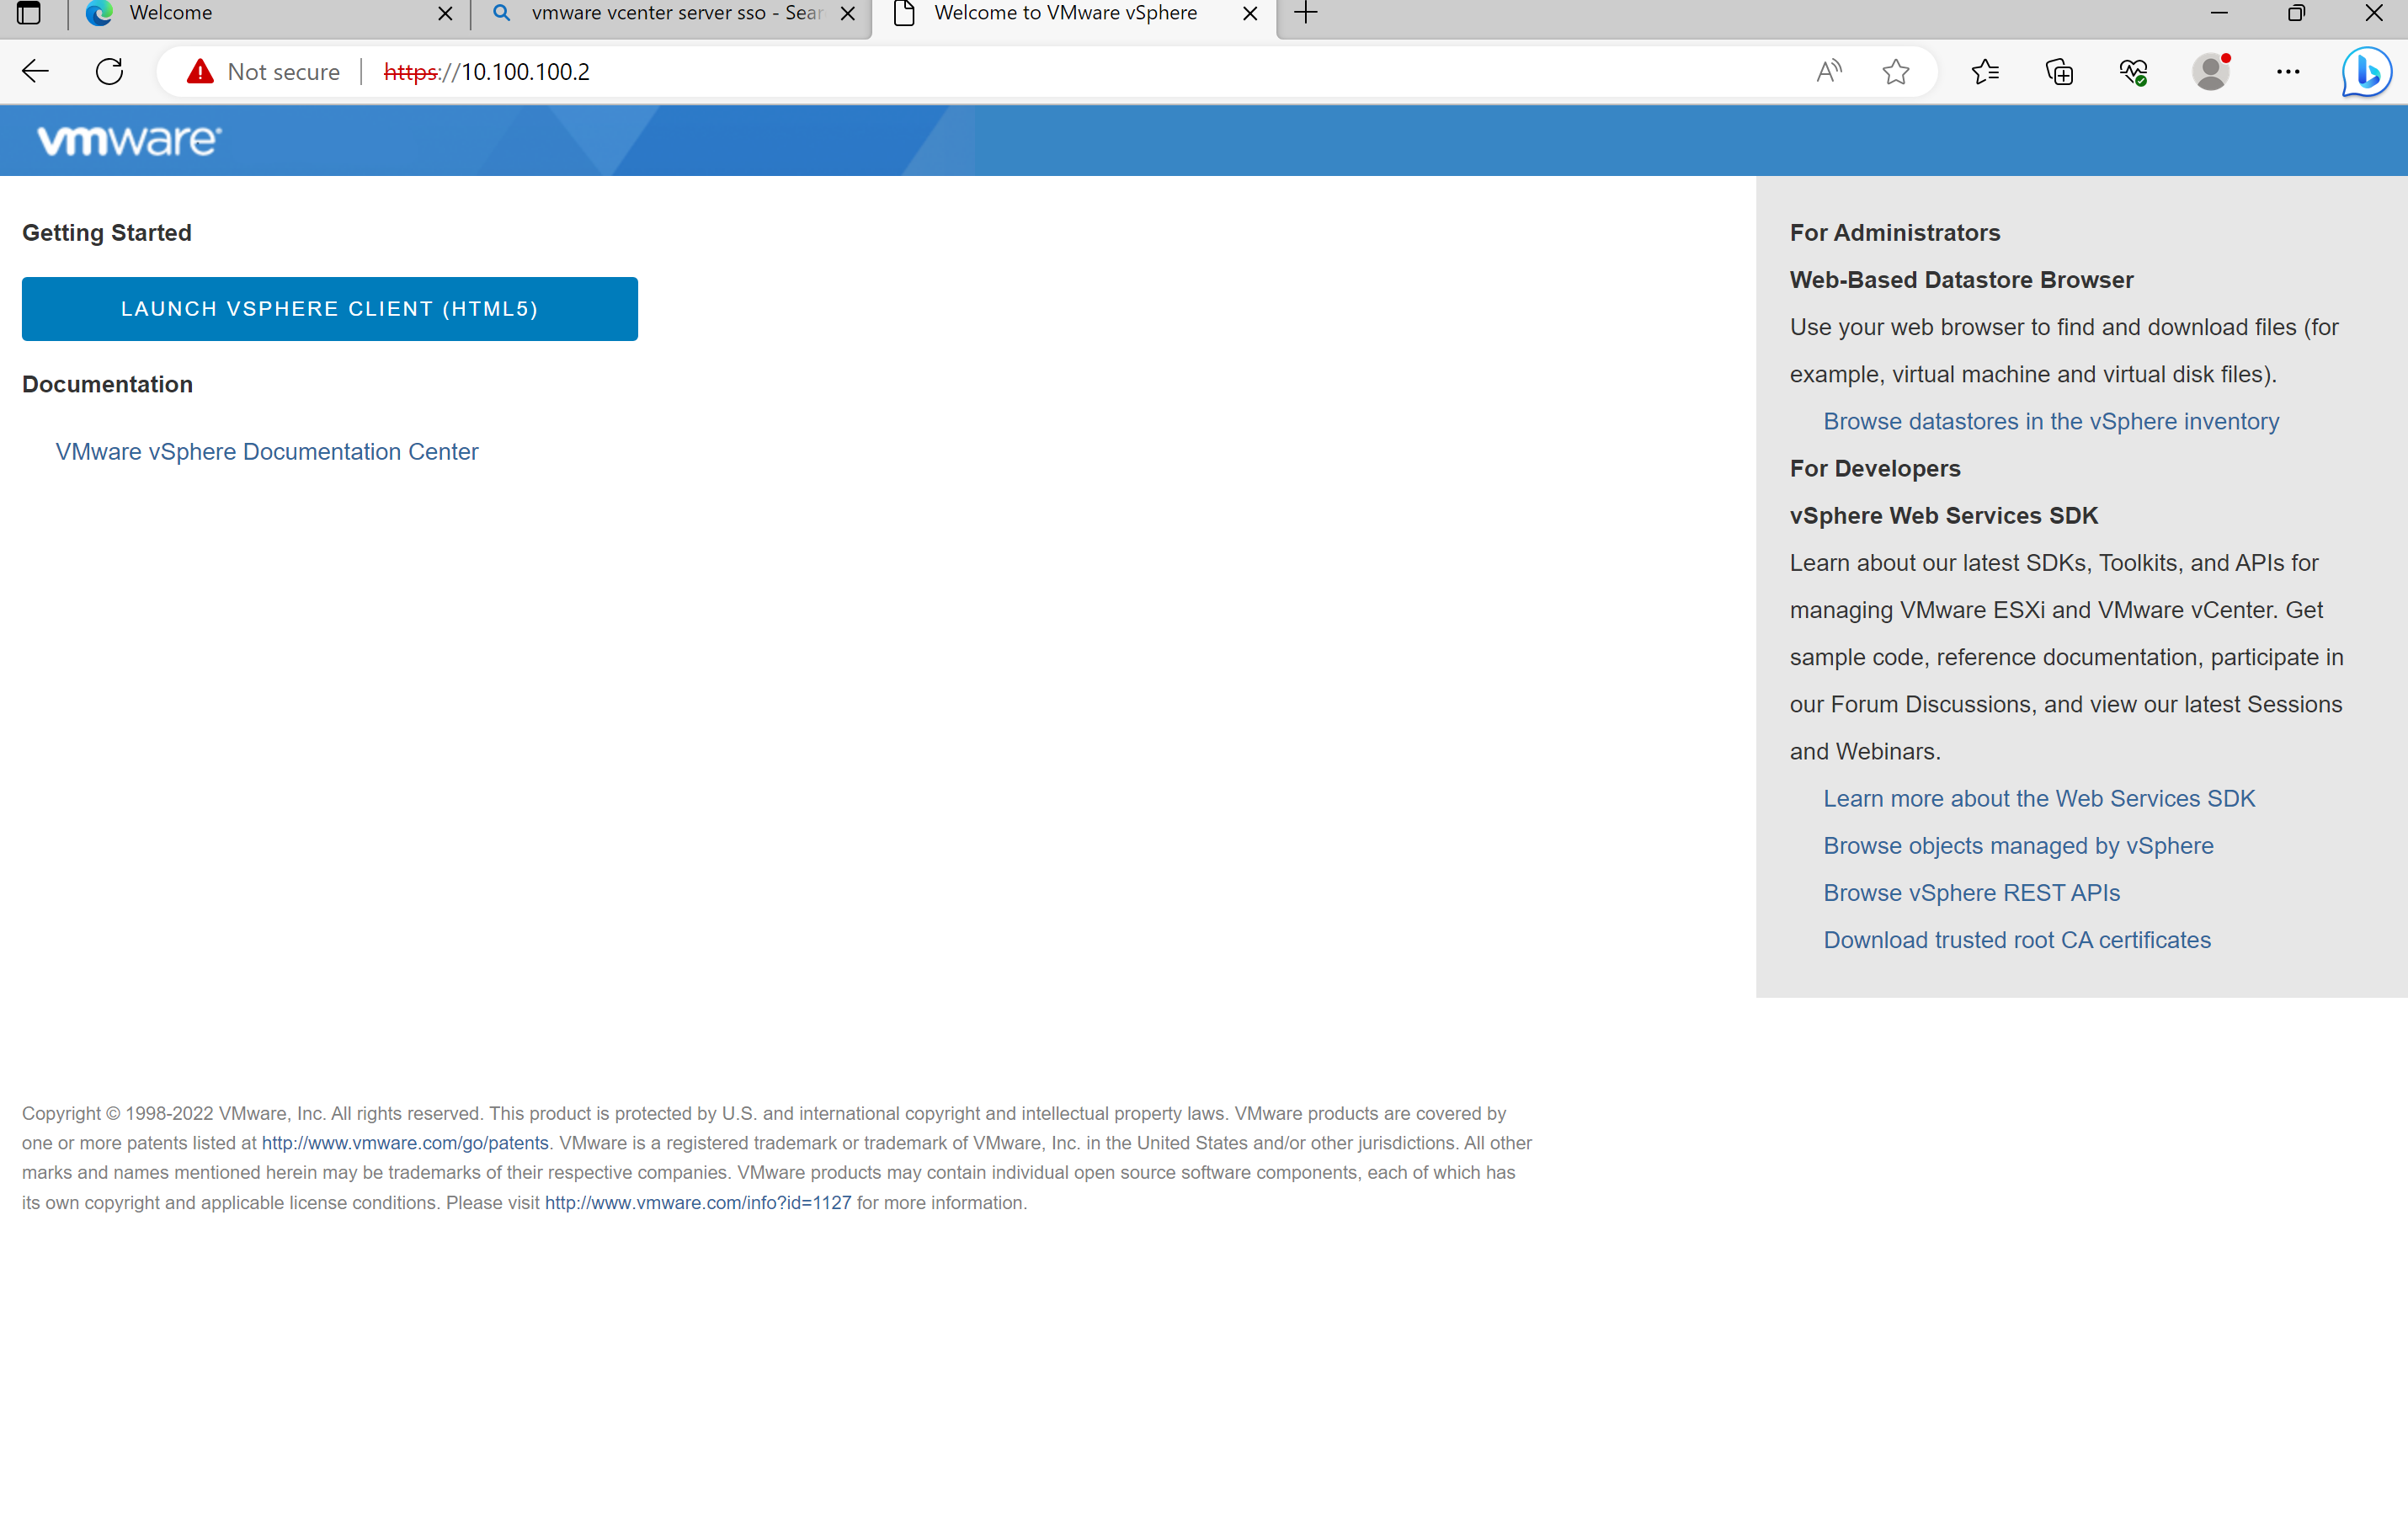 Welcome
vmware vcenter server sso - Sear
Welcome to VMware vSphere
Not secure
https://10.100.100.2
vmware®
Getting Started
LAUNCH VSPHERE CLIENT (HTML5)
Documentation
VMware vSphere Documentation Center
For Administrators
Web-Based Datastore Browser
Use your web browser to find and download files (for
example, virtual machine and virtual disk files).
Browse datastores in the vSphere inventory
For Developers
vSphere Web Services SDK
Learn about our latest SDKs, Toolkits, and APIs for
managing VMware ESXi and VMware vCenter. Get
sample code, reference documentation, participate in
our Forum Discussions, and view our latest Sessions
and Webinars.
Learn more about the Web Services SDK
Browse objects managed by vSphere
Browse vSphere REST APIs
Download trusted root CA certificates
Copyright © 1998-2022 VMware, Inc. All rights reserved. This product is protected by U.S. and international copyright and intellectual property laws. VMware products are covered by
one or more patents listed at http://www.vmware.com/go/patents. VMware is a registered trademark or trademark of VMware, Inc. in the United States and/or other jurisdictions. All other
marks and names mentioned herein may be trademarks of their respective companies. VMware products may contain individual open source software components, each of which has
its own copyright and applicable license conditions. Please visit http://www.vmware.com/info?id=1127 for more information.